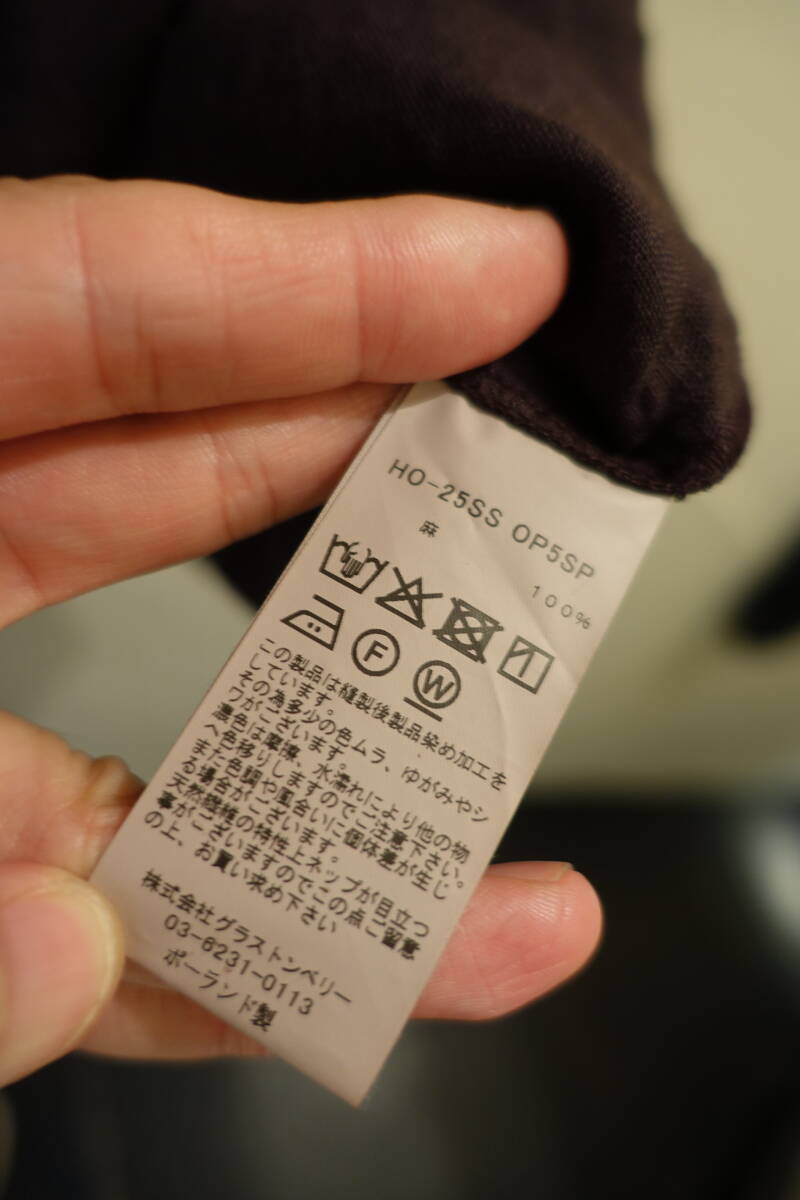 HO-25SS OP5SP
麻 100%
F W
この製品は縫製後製品染め加工を
しています。
その為多少の色ムラ、ゆがみやシ
ワがございます。
濃色は摩擦、水濡れにより他の物
へ色移りしますのでご注意下さい。
また色調や風合いに個体差が生じ
る場合がございます。
天然繊維の特性上ネップが目立つ
事がございますのでこの点ご留意
の上、お買い求め下さい
株式会社グラストンベリー
03-6231-0113
ポーランド製